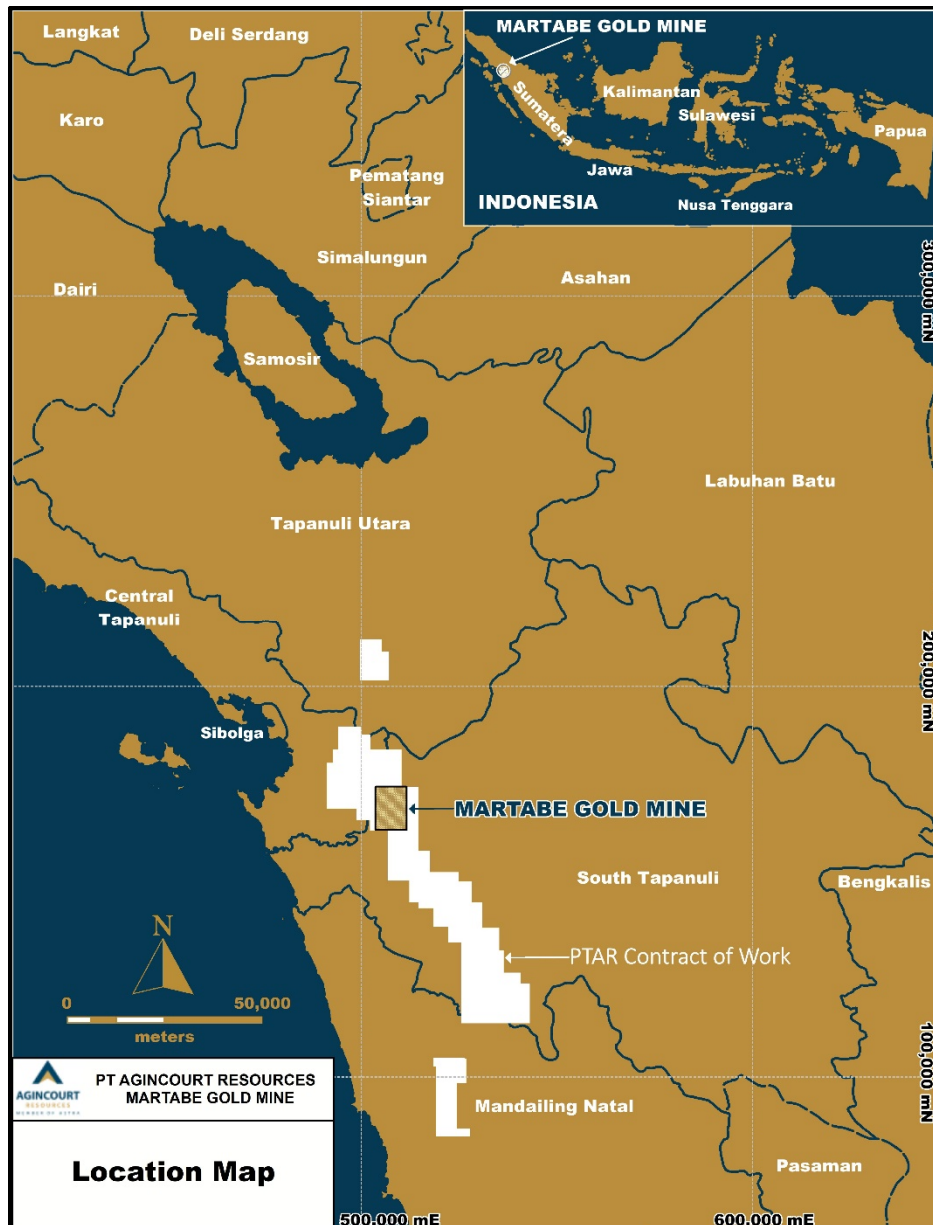 Langkat
Deli Serdang
MARTABE GOLD MINE
Karo
Sumatera
Kalimantan
Sulawesi
Papua
Jawa
Nusa Tenggara
INDONESIA
Pematang
Siantar
Simalungun
Dairi
Asahan
300,000 mN
Samosir
Labuhan Batu
Tapanuli Utara
Central
Tapanuli
200,000 mN
Sibolga
MARTABE GOLD MINE
South Tapanuli
Bengkalis
N
PTAR Contract of Work
0
50,000
meters
100,000 mN
AGINCOURT
RESOURCES
MEMBER OF ASTRA
PT AGINCOURT RESOURCES
MARTABE GOLD MINE
Mandailing Natal
Location Map
Pasaman
500,000 mE
600,000 mE